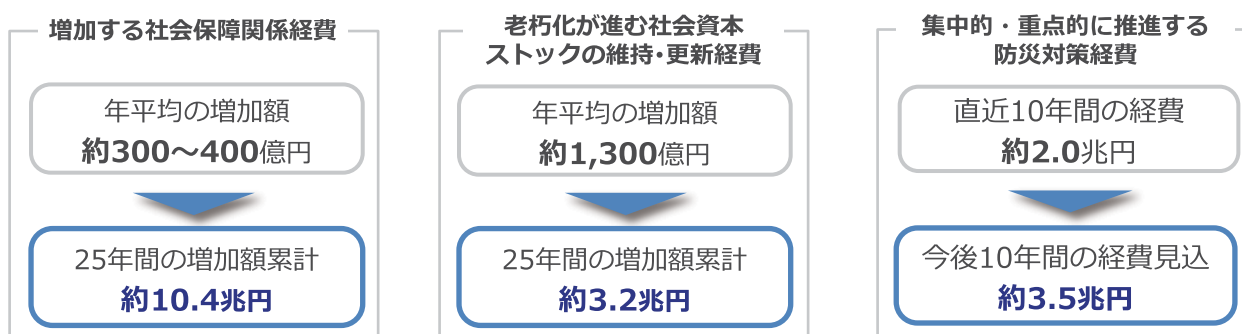 増加する社会保障関係経費
年平均の増加額
約300～400億円
25年間の増加額累計
約10.4兆円
老朽化が進む社会資本
ストックの維持・更新経費
年平均の増加額
約1,300億円
25年間の増加額累計
約3.2兆円
集中的・重点的に推進する
防災対策経費
直近10年間の経費
約2.0兆円
今後10年間の経費見込
約3.5兆円